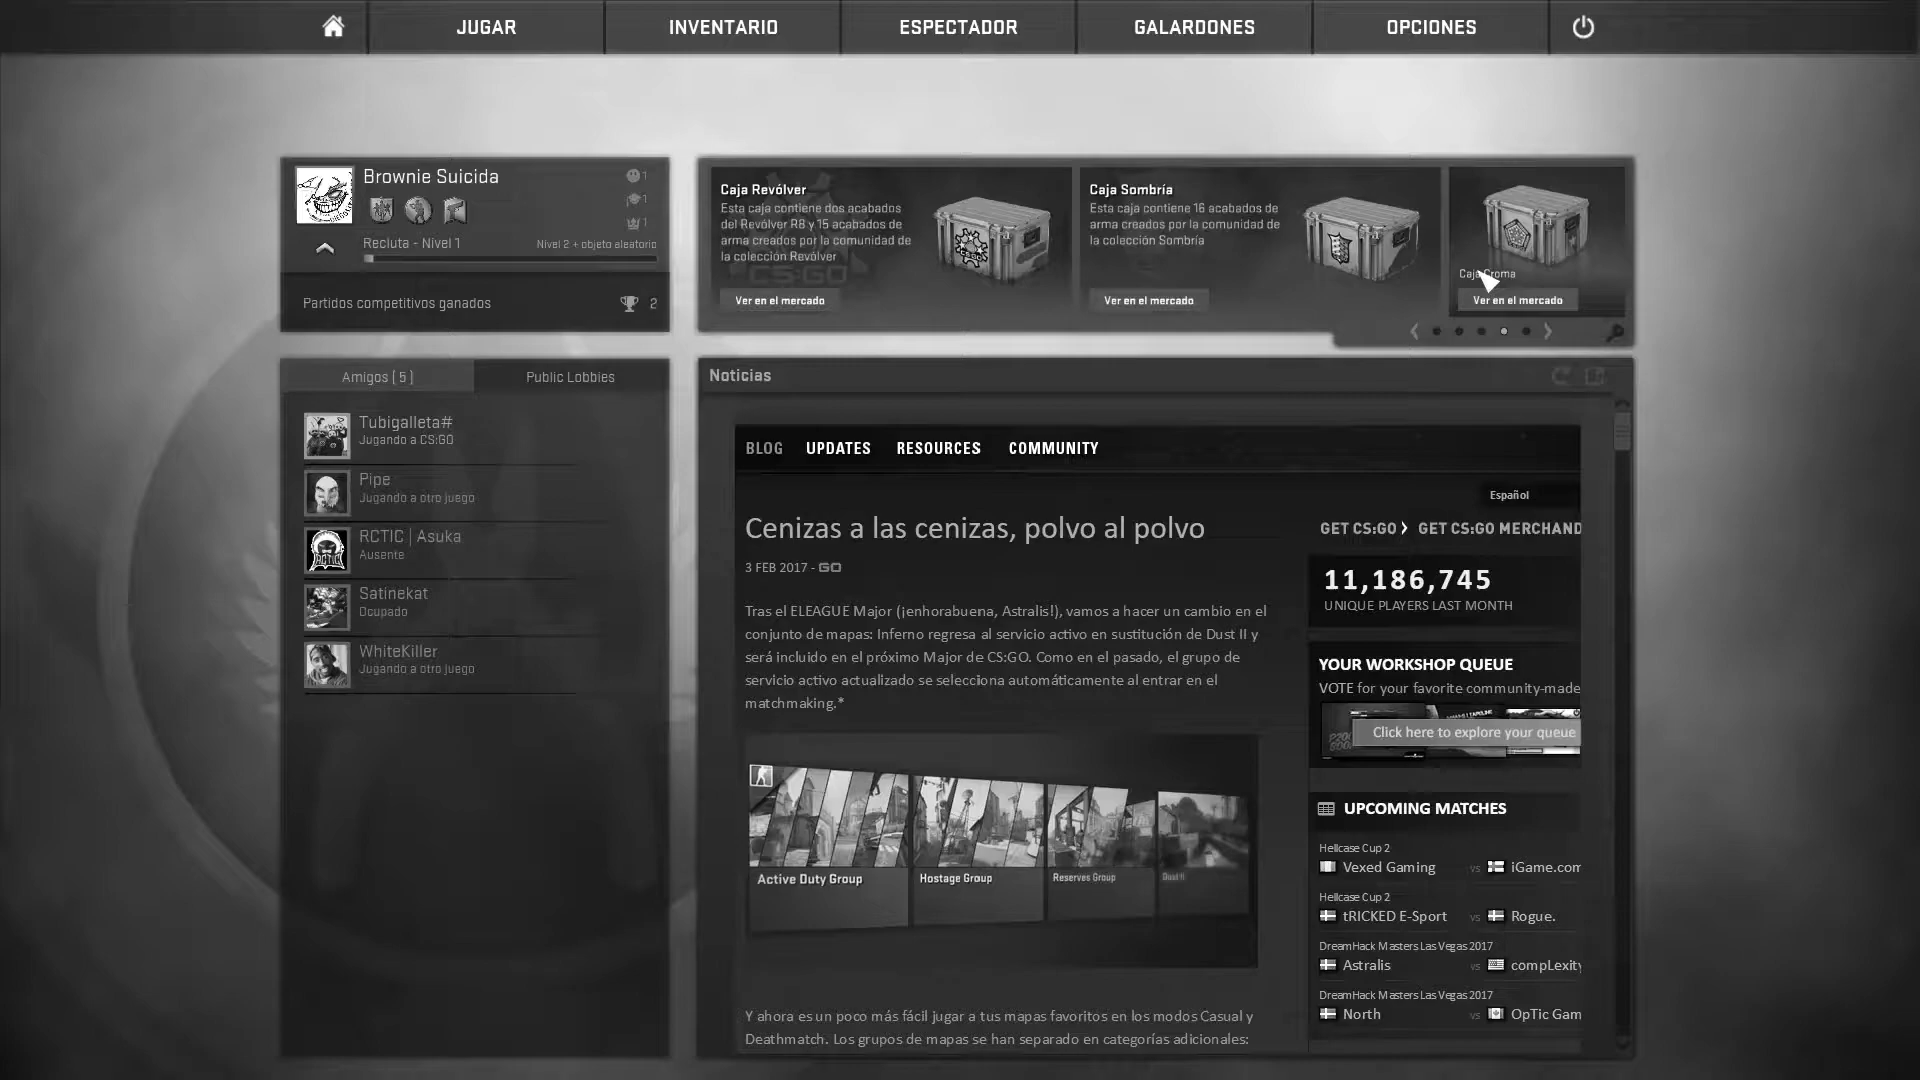 JUGAR INVENTARIO ESPECTADOR GALARDONES OPCIONES
Brownie Suicida
1
1
1
Recluta - Nivel 1 Nivel 2 + objeto aleatorio
Partidos competitivos ganados 2
Caja Revólver
Esta caja contiene dos acabados
del Revólver R8 y 15 acabados de
arma creados por la comunidad de
la colección Revólver
CS:GO
Ver en el mercado
Caja Sombría
Esta caja contiene 16 acabados de
arma creados por la comunidad de
la colección Sombría
Ver en el mercado
Caja Croma
Ver en el mercado
Amigos [ 5 ] Public Lobbies
Tubigalleta#
Jugando a CS:GO
Pipe
Jugando a otro juego
RCTIC | Asuka
Ausente
Satinekat
Ocupado
WhiteKiller
Jugando a otro juego
Noticias
BLOG UPDATES RESOURCES COMMUNITY
Español
Cenizas a las cenizas, polvo al polvo
3 FEB 2017 - GO
Tras el ELEAGUE Major (¡enhorabuena, Astralis!), vamos a hacer un cambio en el
conjunto de mapas: Inferno regresa al servicio activo en sustitución de Dust II y
será incluido en el próximo Major de CS:GO. Como en el pasado, el grupo de
servicio activo actualizado se selecciona automáticamente al entrar en el
matchmaking.*
Active Duty Group
Hostage Group
Reserves Group
Dust II
Y ahora es un poco más fácil jugar a tus mapas favoritos en los modos Casual y
Deathmatch. Los grupos de mapas se han separado en categorías adicionales:
GET CS:GO GET CS:GO MERCHAND
11,186,745
UNIQUE PLAYERS LAST MONTH
YOUR WORKSHOP QUEUE
VOTE for your favorite community-made
Click here to explore your queue
UPCOMING MATCHES
Hellcase Cup 2
Vexed Gaming vs iGame.com
Hellcase Cup 2
tRICKED E-Sport vs Rogue.
DreamHack Masters Las Vegas 2017
Astralis vs compLexity
DreamHack Masters Las Vegas 2017
North vs OpTic Gam